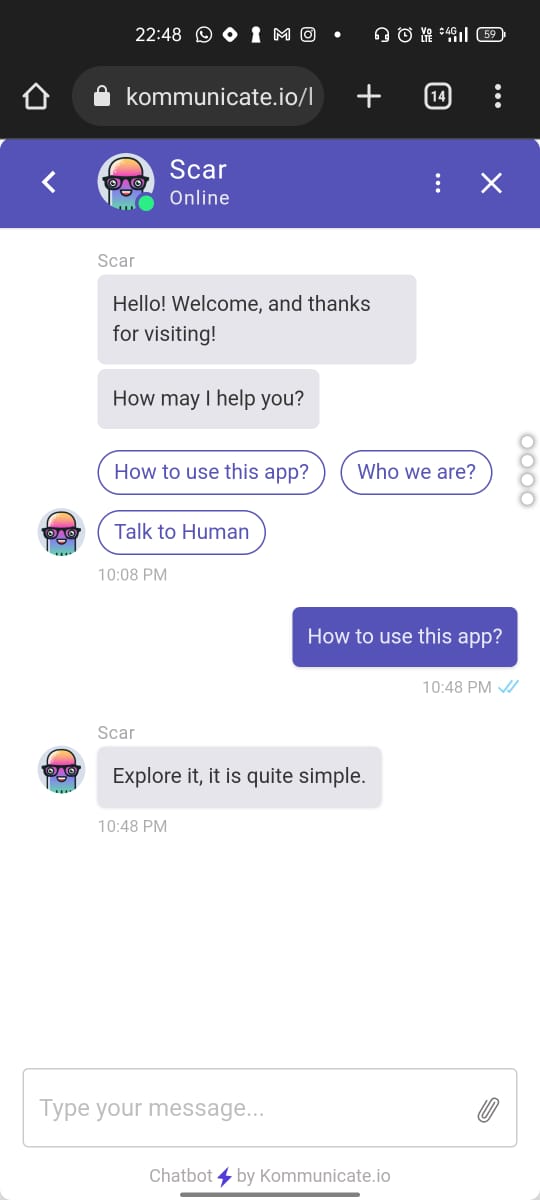 22:48
Vo LTE 4G 59
kommunicate.io/l
14
Scar
Online
Scar
Hello! Welcome, and thanks
for visiting!
How may I help you?
How to use this app? Who we are?
Talk to Human
10:08 PM
How to use this app?
10:48 PM
Scar
Explore it, it is quite simple.
10:48 PM
Type your message...
Chatbot by Kommunicate.io